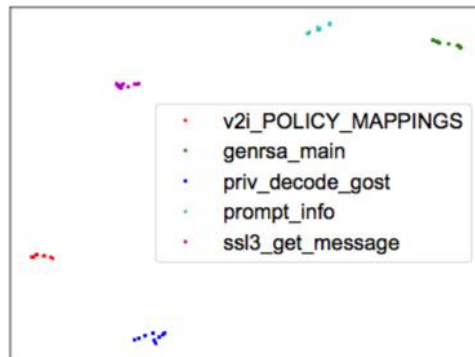 v2i_POLICY_MAPPINGS
genrsa_main
priv_decode_gost
prompt_info
ssl3_get_message